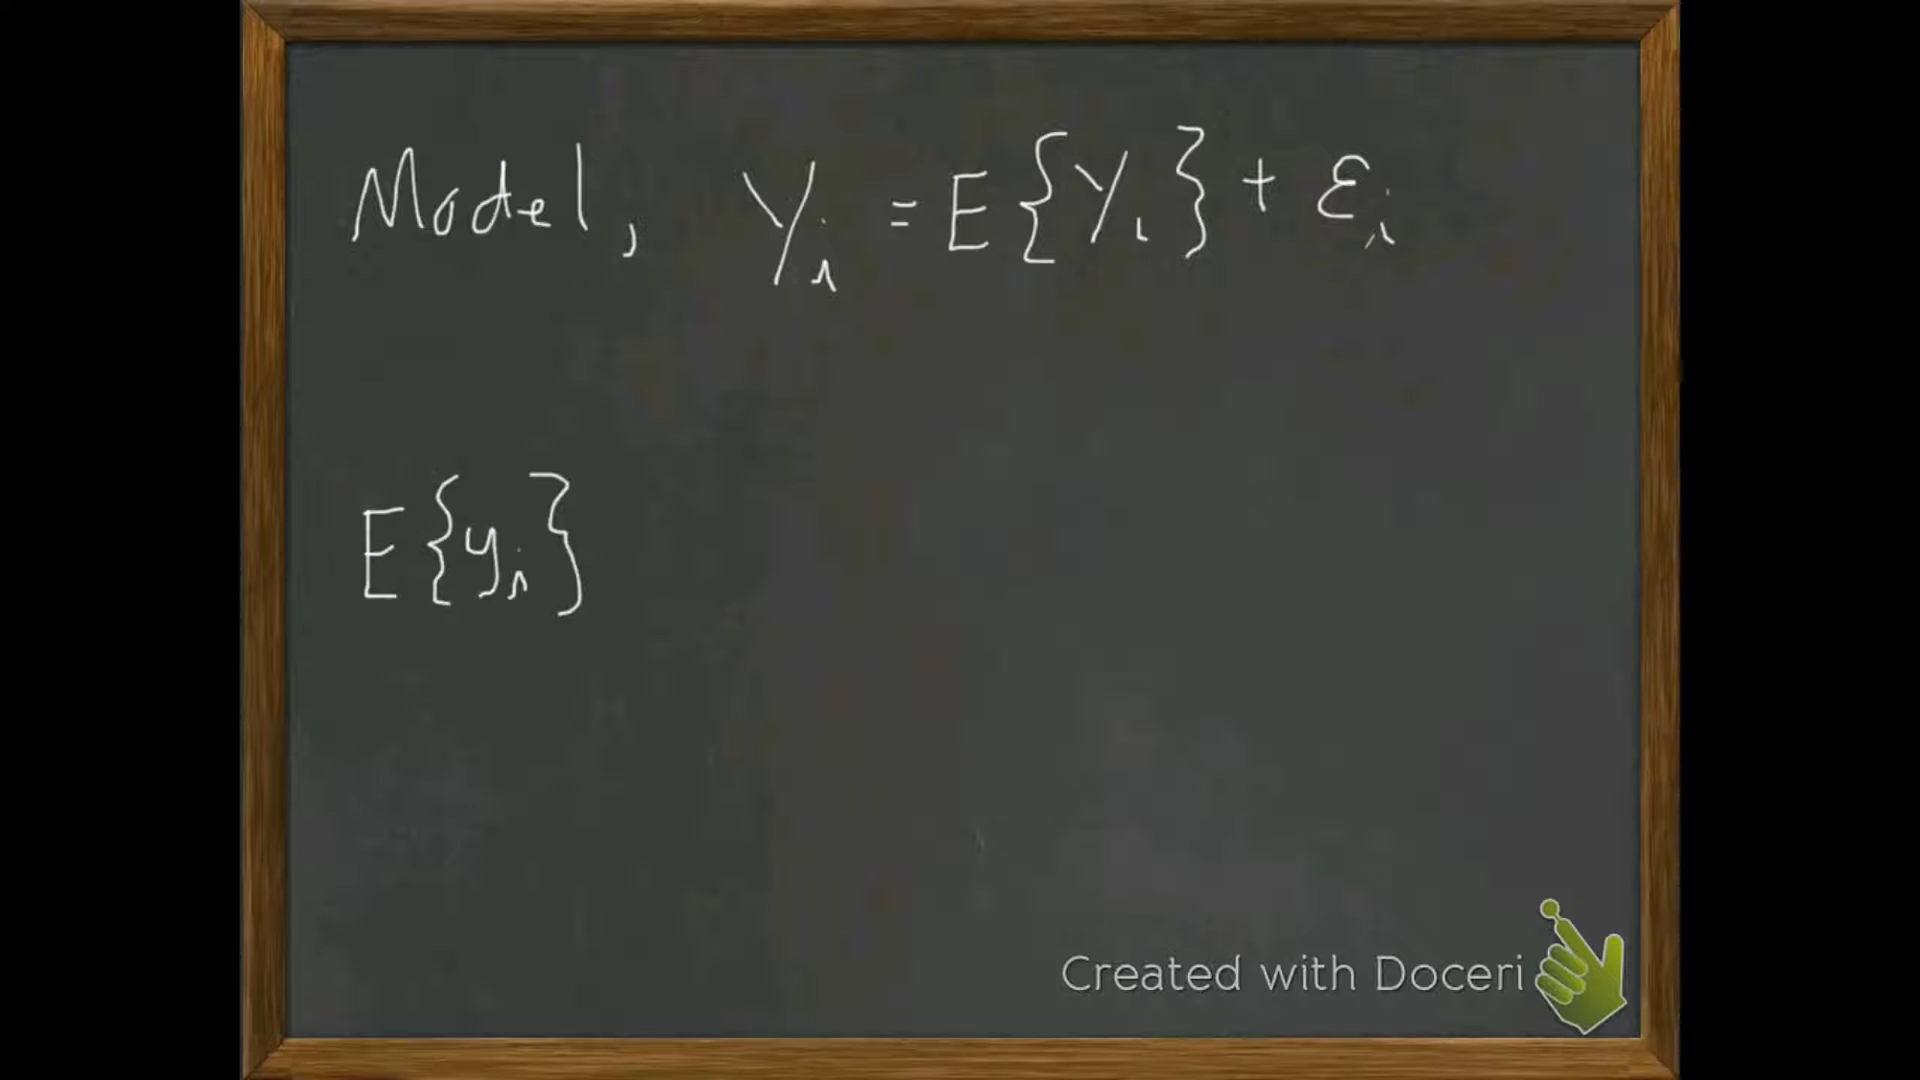 Model, Yᵢ = E{Yᵢ} + εᵢ
E{yᵢ}
Created with Doceri